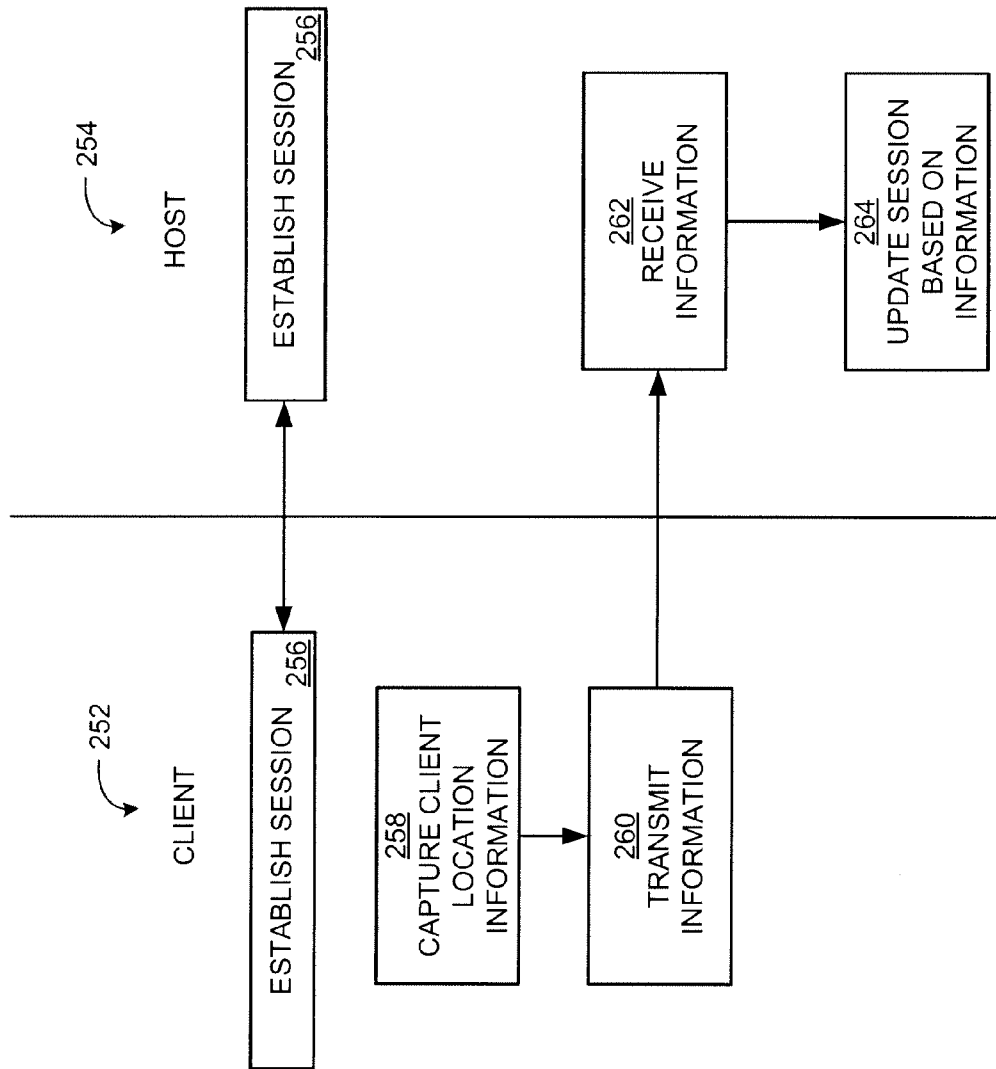 252
CLIENT
ESTABLISH SESSION
256
258
CAPTURE CLIENT
LOCATION
INFORMATION
260
TRANSMIT
INFORMATION
254
HOST
ESTABLISH SESSION
256
262
RECEIVE
INFORMATION
264
UPDATE SESSION
BASED ON
INFORMATION